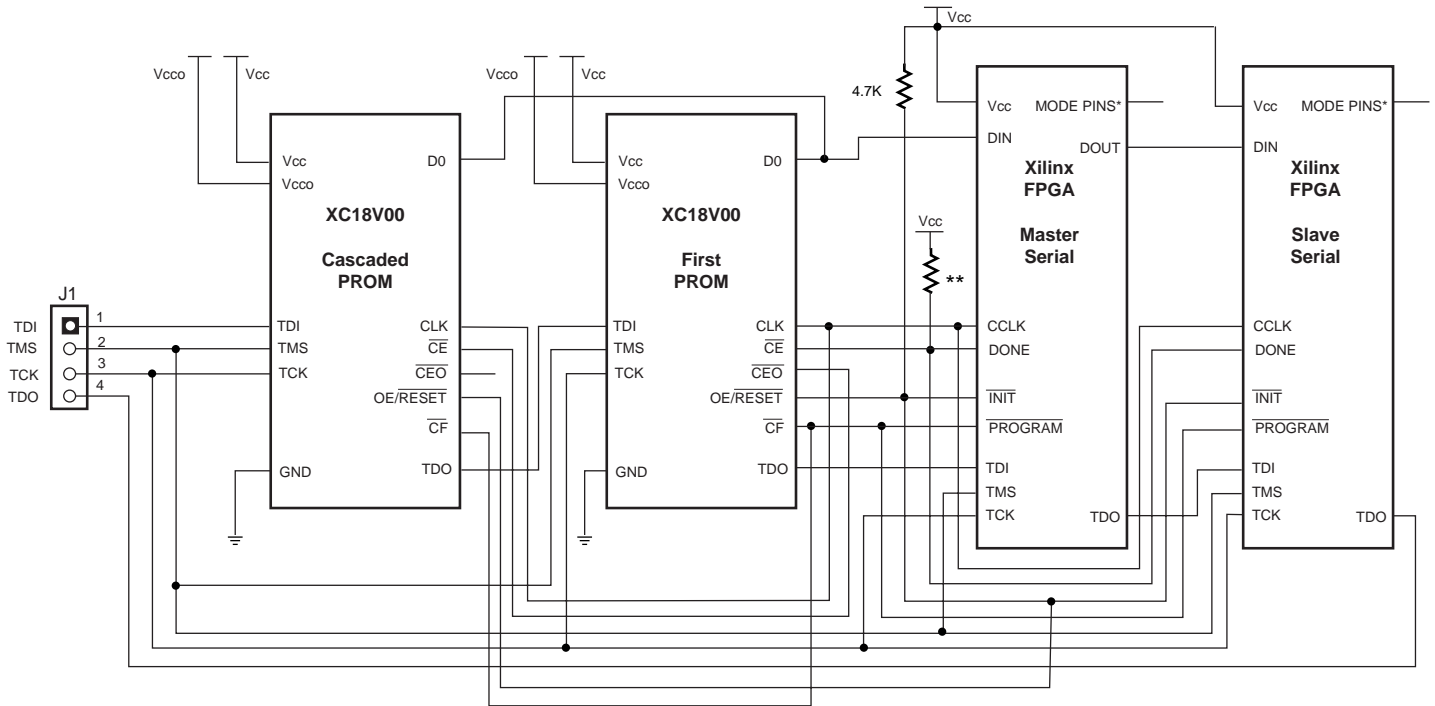 Vcc
Vcco
Vcc
Vcco
Vcc
4.7K
Vcc
MODE PINS*
Vcc
MODE PINS*
DIN
DOUT
DIN
Vcc
Vcco
D0
Vcc
Vcco
D0
XC18V00
Cascaded
PROM
XC18V00
First
PROM
Xilinx
FPGA
Master
Serial
Xilinx
FPGA
Slave
Serial
Vcc
**
J1
TDI
1
TMS
2
TCK
3
TDO
4
TDI
TMS
TCK
GND
CLK
CE
CEO
OE/RESET
CF
TDO
TDI
TMS
TCK
GND
CLK
CE
CEO
OE/RESET
CF
TDO
CCLK
DONE
INIT
PROGRAM
TDI
TMS
TCK
TDO
CCLK
DONE
INIT
PROGRAM
TDI
TMS
TCK
TDO